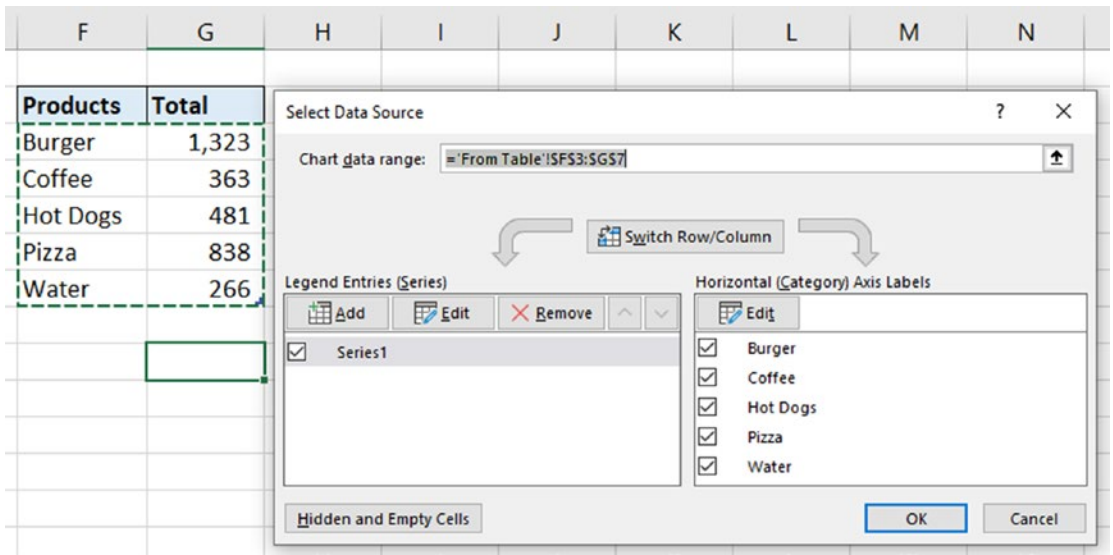 F G H I J K L M N
Products Total
Burger 1,323
Coffee 363
Hot Dogs 481
Pizza 838
Water 266
Select Data Source ? X
Chart data range: ='From Table'!$F$3:$G$7
Switch Row/Column
Legend Entries (Series)
Add Edit Remove
Series1
Horizontal (Category) Axis Labels
Edit
Burger
Coffee
Hot Dogs
Pizza
Water
Hidden and Empty Cells
OK Cancel